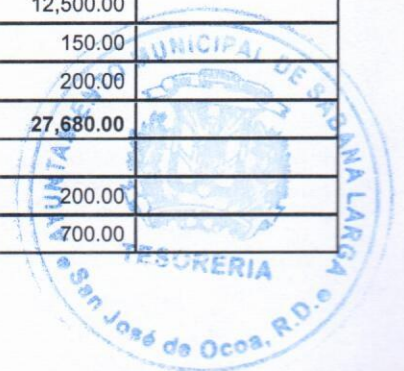 12,500.00
150.00
200.00
27,680.00
200.00
700.00
AYUNTAMIENTO MUNICIPAL DE SABANA LARGA
TESORERIA
San José de Ocoa, R.D.